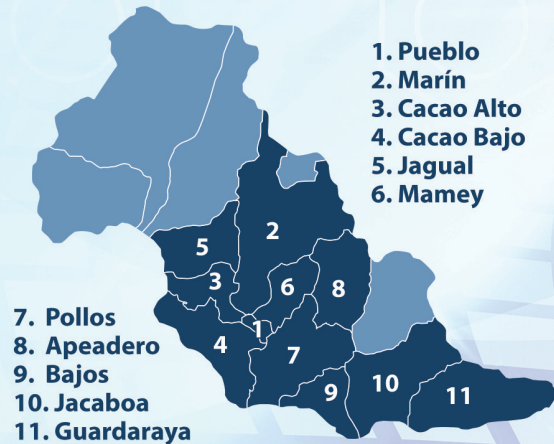 1. Pueblo
2. Marín
3. Cacao Alto
4. Cacao Bajo
5. Jagual
6. Mamey
7. Pollos
8. Apeadero
9. Bajos
10. Jacaboa
11. Guardaraya
2
5
3
6
8
1
4
7
9
10
11